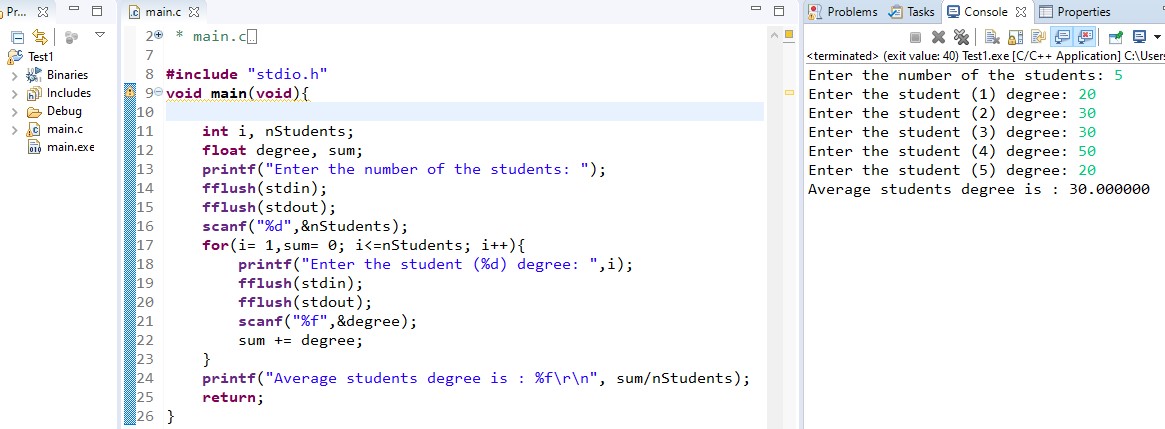 Pr...
Test1
Binaries
Includes
Debug
main.c
main.exe
main.c
2 * main.c
7
8 #include "stdio.h"
9 void main(void){
10
11 int i, nStudents;
12 float degree, sum;
13 printf("Enter the number of the students: ");
14 fflush(stdin);
15 fflush(stdout);
16 scanf("%d",&nStudents);
17 for(i= 1,sum= 0; i<=nStudents; i++){
18 printf("Enter the student (%d) degree: ",i);
19 fflush(stdin);
20 fflush(stdout);
21 scanf("%f",&degree);
22 sum += degree;
23 }
24 printf("Average students degree is : %f\r\n", sum/nStudents);
25 return;
26 }
Problems Tasks Console Properties
<terminated> (exit value: 40) Test1.exe [C/C++ Application] C:\Users
Enter the number of the students: 5
Enter the student (1) degree: 20
Enter the student (2) degree: 30
Enter the student (3) degree: 30
Enter the student (4) degree: 50
Enter the student (5) degree: 20
Average students degree is : 30.000000